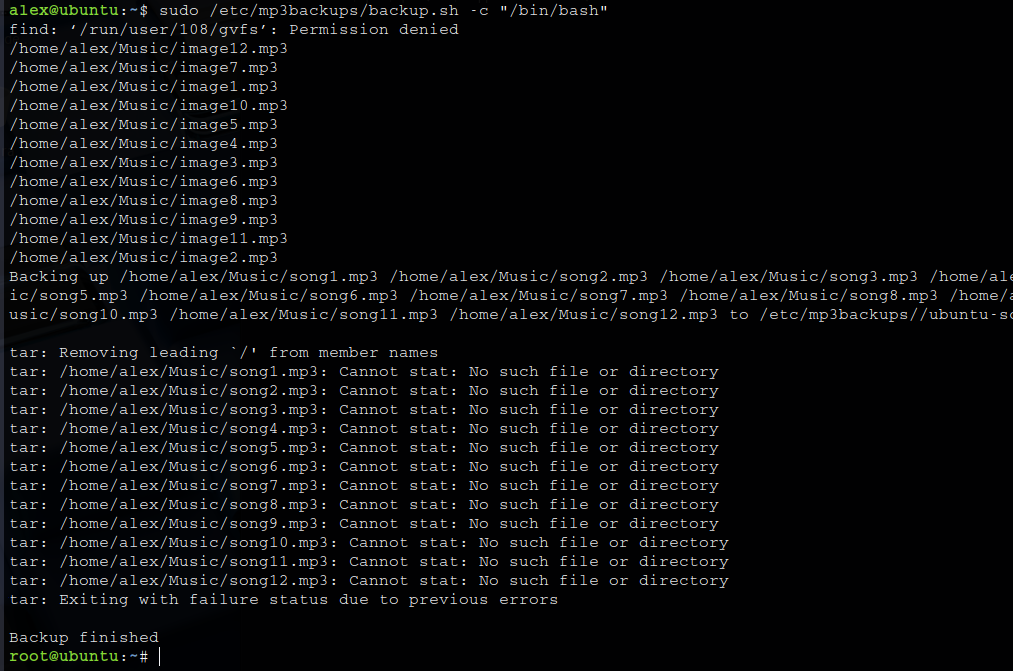 alex@ubuntu:~$ sudo /etc/mp3backups/backup.sh -c "/bin/bash"
find: ‘/run/user/108/gvfs’: Permission denied
/home/alex/Music/image12.mp3
/home/alex/Music/image7.mp3
/home/alex/Music/image1.mp3
/home/alex/Music/image10.mp3
/home/alex/Music/image5.mp3
/home/alex/Music/image4.mp3
/home/alex/Music/image3.mp3
/home/alex/Music/image6.mp3
/home/alex/Music/image8.mp3
/home/alex/Music/image9.mp3
/home/alex/Music/image11.mp3
/home/alex/Music/image2.mp3
Backing up /home/alex/Music/song1.mp3 /home/alex/Music/song2.mp3 /home/alex/Music/song3.mp3 /home/ale
ic/song5.mp3 /home/alex/Music/song6.mp3 /home/alex/Music/song7.mp3 /home/alex/Music/song8.mp3 /home/a
usic/song10.mp3 /home/alex/Music/song11.mp3 /home/alex/Music/song12.mp3 to /etc/mp3backups//ubuntu-sc
tar: Removing leading `/' from member names
tar: /home/alex/Music/song1.mp3: Cannot stat: No such file or directory
tar: /home/alex/Music/song2.mp3: Cannot stat: No such file or directory
tar: /home/alex/Music/song3.mp3: Cannot stat: No such file or directory
tar: /home/alex/Music/song4.mp3: Cannot stat: No such file or directory
tar: /home/alex/Music/song5.mp3: Cannot stat: No such file or directory
tar: /home/alex/Music/song6.mp3: Cannot stat: No such file or directory
tar: /home/alex/Music/song7.mp3: Cannot stat: No such file or directory
tar: /home/alex/Music/song8.mp3: Cannot stat: No such file or directory
tar: /home/alex/Music/song9.mp3: Cannot stat: No such file or directory
tar: /home/alex/Music/song10.mp3: Cannot stat: No such file or directory
tar: /home/alex/Music/song11.mp3: Cannot stat: No such file or directory
tar: /home/alex/Music/song12.mp3: Cannot stat: No such file or directory
tar: Exiting with failure status due to previous errors
Backup finished
root@ubuntu:~#